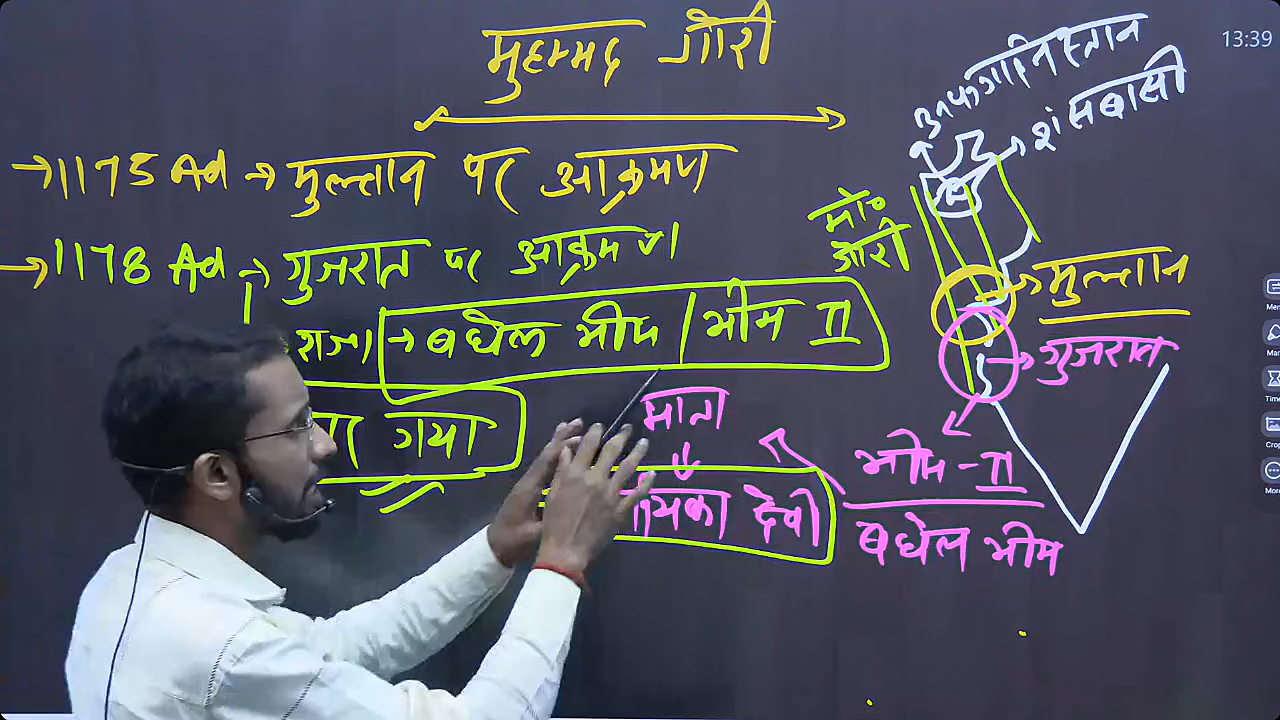 मुहम्मद गौरी
13:39
→ 1175 AD → मुल्तान पर आक्रमण
→ 1178 AD → गुजरात पर आक्रमण
राजा → बघेल भीम / भीम II
गया
माता
देवी
अफगानिस्तान
→ शंसबासी
मो० गौरी
→ मुल्तान
→ गुजरात
भीम - II
बघेल भीम